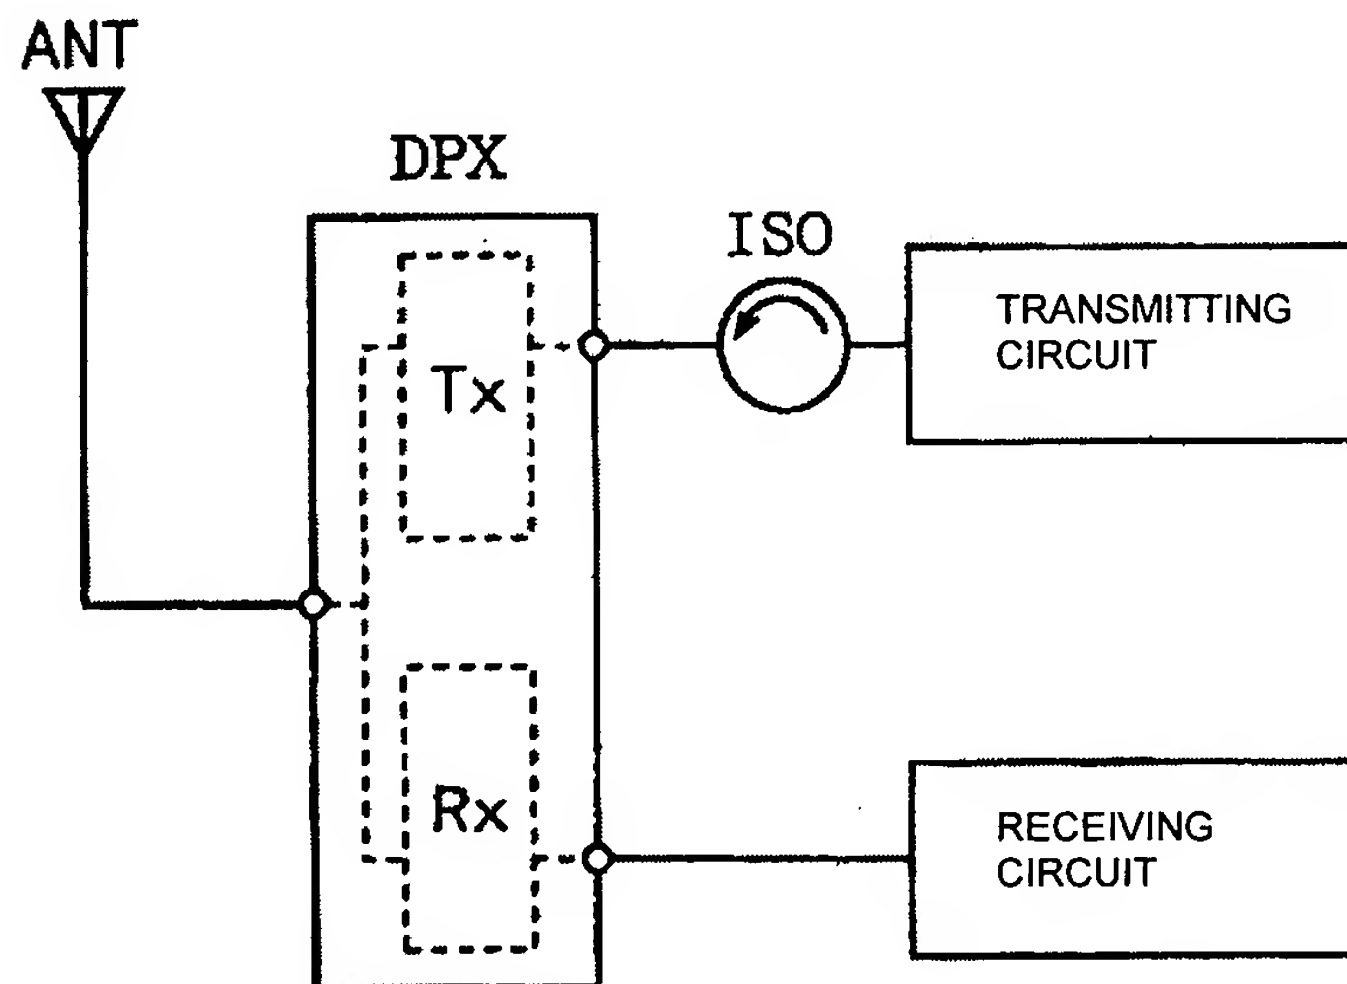 ANT
DPX
ISO
TRANSMITTING
CIRCUIT
Tx
Rx
RECEIVING
CIRCUIT